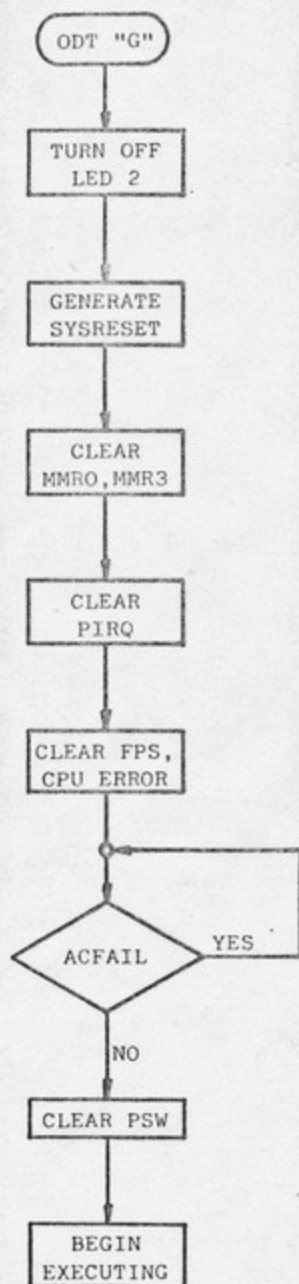 ODT "G"
TURN OFF
LED 2
GENERATE
SYSRESET
CLEAR
MMR0,MMR3
CLEAR
PIRQ
CLEAR FPS,
CPU ERROR
ACFAIL
YES
NO
CLEAR PSW
BEGIN
EXECUTING